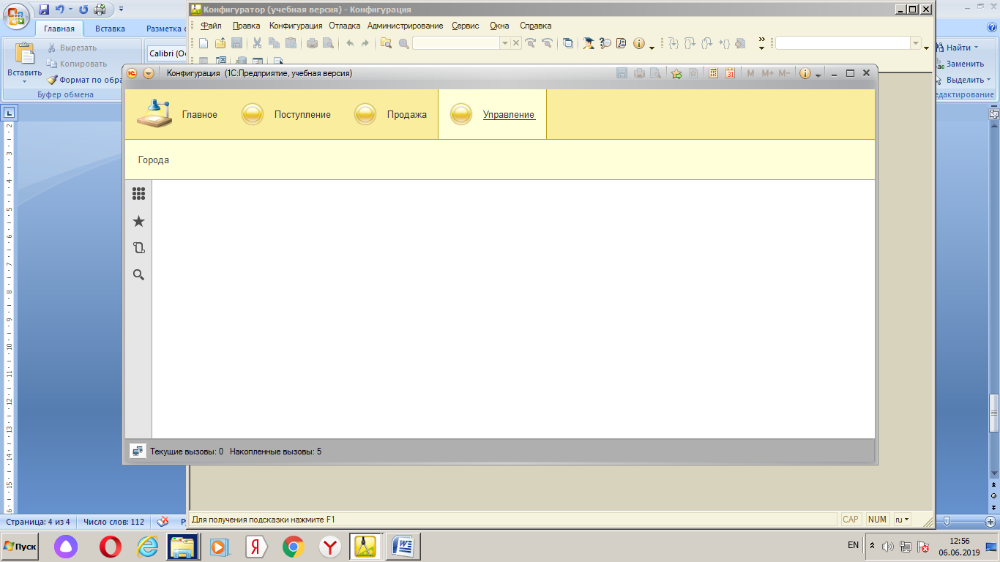 Конфигуратор (учебная версия) - Конфигурация
Главная Вставка Разметка с
Файл Правка Конфигурация Отладка Администрирование Сервис Окна Справка
Вставить
Вырезать
Копировать
Формат по обра
Буфер обмена
Calibri (Ос
Найти
Заменить
Выделить
едактирование
Конфигурация (1С:Предприятие, учебная версия)
M M+ M-
31
Главное Поступление Продажа Управление
Города
Текущие вызовы: 0 Накопленные вызовы: 5
Для получения подсказки нажмите F1
CAP NUM ru
Страница: 4 из 4 Число слов: 112
Пуск
EN
12:56
06.06.2019